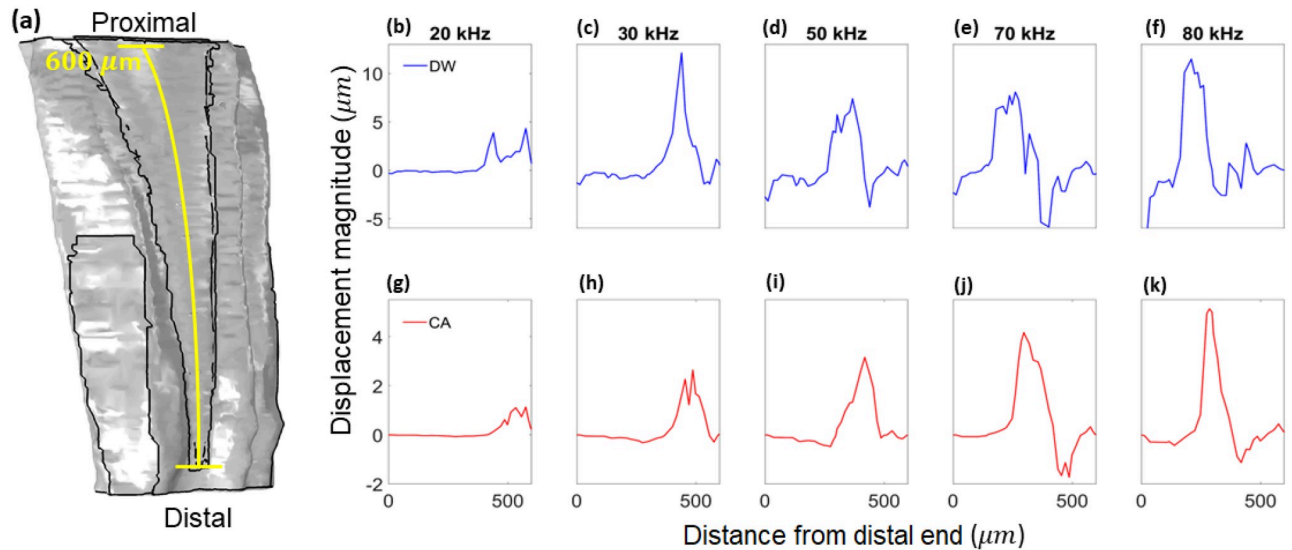 (a)
Proximal
600 μm
Distal
Displacement magnitude (μm)
(b) (c) (d) (e) (f)
20 kHz 30 kHz 50 kHz 70 kHz 80 kHz
DW
10
5
0
-5
(g) (h) (i) (j) (k)
CA
4
2
0
-2
0 500 0 500 0 500 0 500 0 500
Distance from distal end (μm)